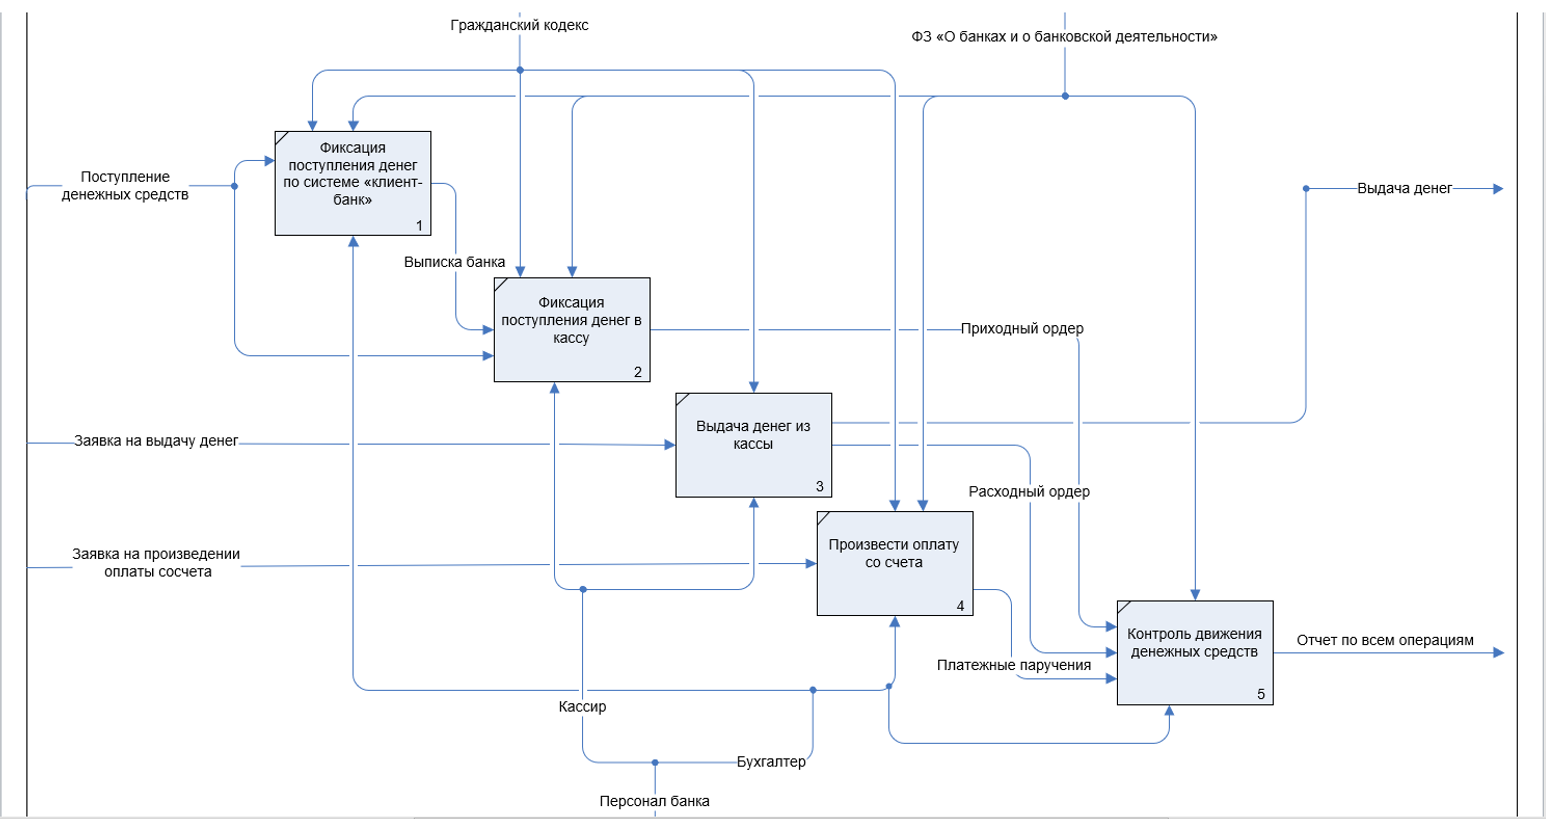 Гражданский кодекс
ФЗ «О банках и о банковской деятельности»
Фиксация
поступления денег
по системе «клиент-
банк»
1
Поступление
денежных средств
Выдача денег
Выписка банка
Фиксация
поступления денег в
кассу
2
Приходный ордер
Выдача денег из
кассы
3
Заявка на выдачу денег
Расходный ордер
Заявка на произведении
оплаты сосчета
Произвести оплату
со счета
4
Контроль движения
денежных средств
5
Отчет по всем операциям
Платежные паручения
Кассир
Бухгалтер
Персонал банка